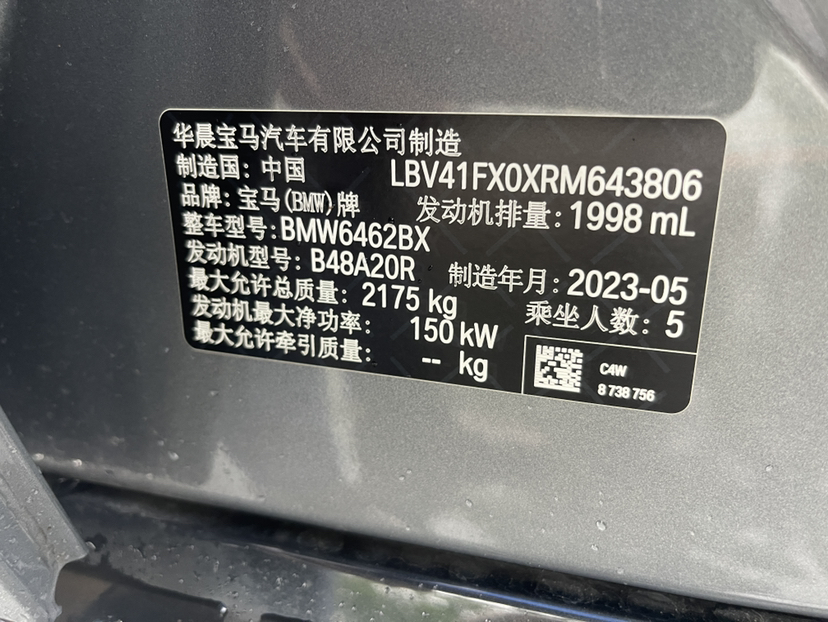 华晨宝马汽车有限公司制造
制造国：中国 LBV41FX0XRM643806
品牌：宝马(BMW)牌 发动机排量：1998 mL
整车型号：BMW6462BX
发动机型号：B48A20R 制造年月：2023-05
最大允许总质量：2175 kg 乘坐人数：5
发动机最大净功率：150 kW
最大允许牵引质量：-- kg
C4W
8 738 756